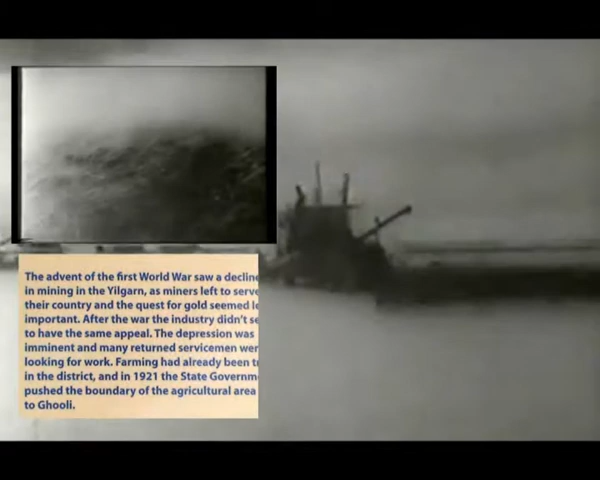 The advent of the first World War saw a decline
in mining in the Yilgarn, as miners left to serve
their country and the quest for gold seemed le
important. After the war the industry didn't se
to have the same appeal. The depression was
imminent and many returned servicemen wer
looking for work. Farming had already been t
in the district, and in 1921 the State Governm
pushed the boundary of the agricultural area
to Ghooli.